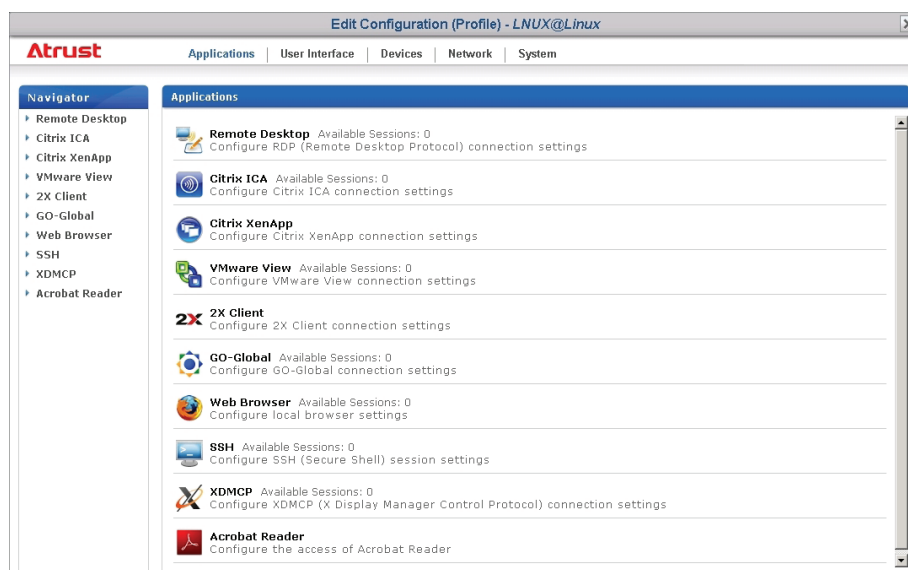 Edit Configuration (Profile) - LNUX@Linux
Atrust
Applications | User Interface | Devices | Network | System
Navigator
Remote Desktop
Citrix ICA
Citrix XenApp
VMware View
2X Client
GO-Global
Web Browser
SSH
XDMCP
Acrobat Reader
Applications
Remote Desktop Available Sessions: 0
Configure RDP (Remote Desktop Protocol) connection settings
Citrix ICA Available Sessions: 0
Configure Citrix ICA connection settings
Citrix XenApp
Configure Citrix XenApp connection settings
VMware View Available Sessions: 0
Configure VMware View connection settings
2X
2X Client
Configure 2X Client connection settings
GO-Global Available Sessions: 0
Configure GO-Global connection settings
Web Browser Available Sessions: 0
Configure local browser settings
SSH Available Sessions: 0
Configure SSH (Secure Shell) session settings
XDMCP Available Sessions: 0
Configure XDMCP (X Display Manager Control Protocol) connection settings
Acrobat Reader
Configure the access of Acrobat Reader